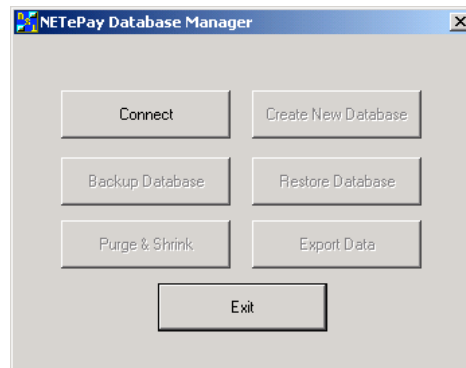 NETePay Database Manager
Connect
Create New Database
Backup Database
Restore Database
Purge & Shrink
Export Data
Exit